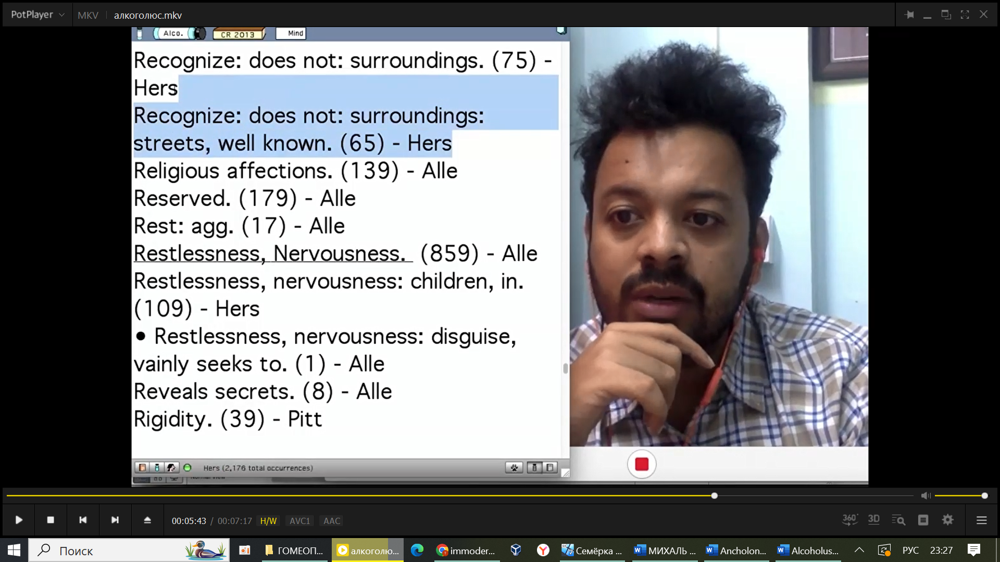 PotPlayer
MKV
алкоголюс.mkv
Alco.
CR 2013
Mind
Recognize: does not: surroundings. (75) -
Hers
Recognize: does not: surroundings:
streets, well known. (65) - Hers
Religious affections. (139) - Alle
Reserved. (179) - Alle
Rest: agg. (17) - Alle
Restlessness, Nervousness. (859) - Alle
Restlessness, nervousness: children, in.
(109) - Hers
• Restlessness, nervousness: disguise,
vainly seeks to. (1) - Alle
Reveals secrets. (8) - Alle
Rigidity. (39) - Pitt
Hers (2,176 total occurrences)
Normal View
00:05:43 / 00:07:17 H/W AVC1 AAC
360° 3D
Поиск
ГОМЕОП...
алкоголю...
immoder...
Семёрка ...
МИХАЛЬ ...
Ancholon...
Alcoholus...
РУС
23:27